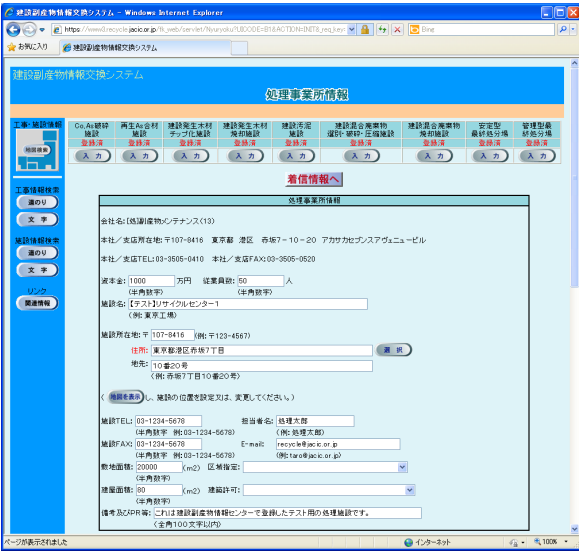 建設副産物情報交換システム - Windows Internet Explorer
Bing
お気に入り
建設副産物情報交換システム
建設副産物情報交換システム
処理事業所情報
工事・施設情報
地図検索
Co,As破砕施設 再生As合材施設 建設発生木材チップ化施設 建設発生木材焼却施設 建設汚泥施設 建設混合廃棄物選別・破砕・圧縮施設 建設混合廃棄物焼却施設 安定型最終処分場 管理型最終処分場
登録済 登録済 登録済 登録済 登録済 登録済 登録済 登録済 登録済
入 力 入 力 入 力 入 力 入 力 入 力 入 力 入 力 入 力
着信情報へ
工事情報検索
道のり
文 字
施設情報検索
道のり
文 字
リンク
関連情報
処理事業所情報
本社/支店所在地:〒107-8416 東京都 港区 赤坂7-10-20 アカサカセブンスアヴェニュービル
本社/支店TEL:03-3505-0410 本社/支店FAX:03-3505-0520
資本金: 1000 万円 従業員数: 50 人
(半角数字) (半角数字)
施設名: 【テスト】リサイクルセンター1
(例:東京工場)
施設所在地:〒 107-8416 (例:〒123-4567)
住所: 東京都港区赤坂7丁目 選 択
地先: 10番20号
(例:赤坂7丁目10番20号)
( 地図を表示 し、施設の位置を設定又は、変更してください。)
施設TEL: 03-1234-5678 担当者名: 処理太郎
(半角数字 例:03-1234-5678) (例:処理太郎)
施設FAX: 03-1234-5678 E-mail: recycle@jacic.or.jp
(半角数字 例:03-1234-5678) (例:taro@jacic.or.jp)
敷地面積: 20000 (m2) 区域指定:
(半角数字)
建屋面積: 80 (m2) 建築許可:
(半角数字)
備考及びPR等: これは建設副産物情報センターで登録したテスト用の処理施設です。
(全角100文字以内)
ページが表示されました
インターネット
100%